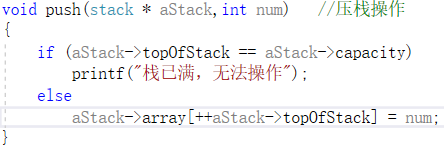 void push(stack * aStack,int num)   //压栈操作
{
    if (aStack->topOfStack == aStack->capacity)
        printf("栈已满，无法操作");
    else
        aStack->array[++aStack->topOfStack] = num;
}